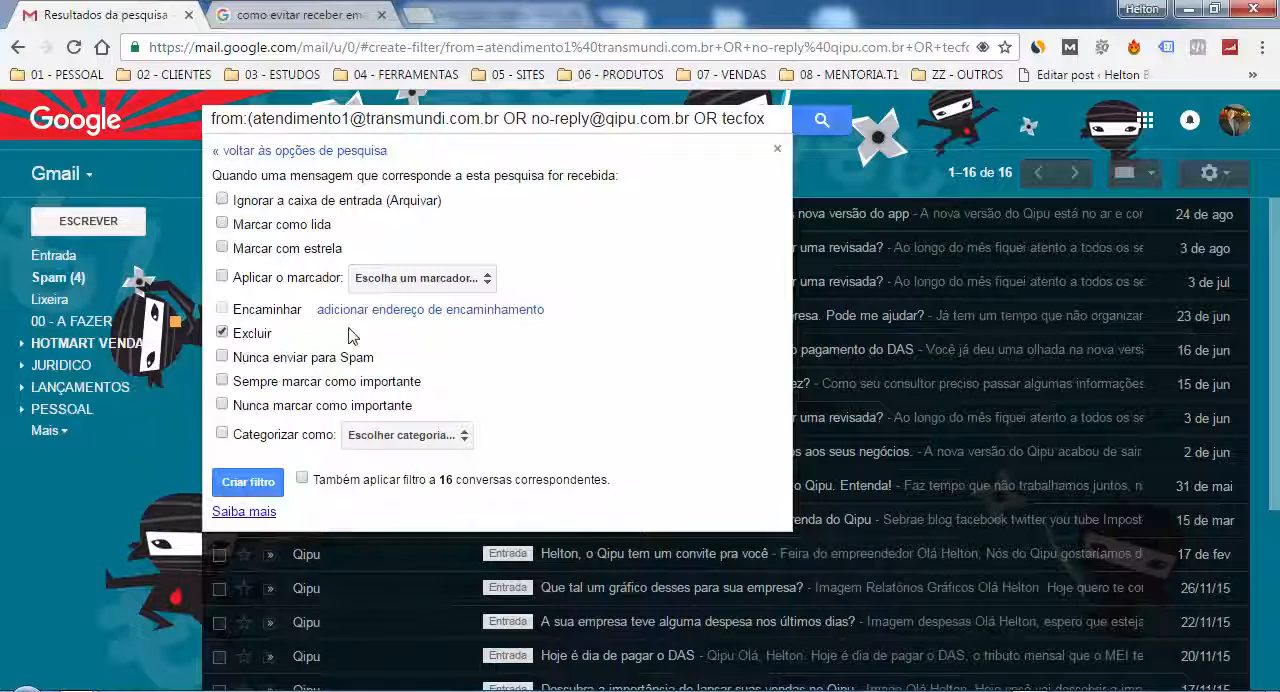 Resultados da pesquisa
como evitar receber em
Helton
https://mail.google.com/mail/u/0/#create-filter/from=atendimento1%40transmundi.com.br+OR+no-reply%40qipu.com.br+OR+tecfo
01 - PESSOAL
02 - CLIENTES
03 - ESTUDOS
04 - FERRAMENTAS
05 - SITES
06 - PRODUTOS
07 - VENDAS
08 - MENTORIA.T1
ZZ - OUTROS
Editar post ‹ Helton B
»
Google
from:(atendimento1@transmundi.com.br OR no-reply@qipu.com.br OR tecfox
« voltar às opções de pesquisa
×
Gmail
1–16 de 16
Quando uma mensagem que corresponde a esta pesquisa for recebida:
Ignorar a caixa de entrada (Arquivar)
Marcar como lida
Marcar com estrela
Aplicar o marcador: Escolha um marcador...
Encaminhar adicionar endereço de encaminhamento
Excluir
Nunca enviar para Spam
Sempre marcar como importante
Nunca marcar como importante
Categorizar como: Escolher categoria...
Criar filtro
Também aplicar filtro a 16 conversas correspondentes.
Saiba mais
ESCREVER
Entrada
Spam (4)
Lixeira
00 - A FAZER
HOTMART VENDA
JURIDICO
LANÇAMENTOS
PESSOAL
Mais
nova versão do app - A nova versão do Qipu está no ar e cor 24 de ago
uma revisada? - Ao longo do mês fiquei atento a todos os se 3 de ago
uma revisada? - Ao longo do mês fiquei atento a todos os se 3 de jul
resa. Pode me ajudar? - Já tem um tempo que não organizar 23 de jun
pagamento do DAS - Você já deu uma olhada na nova versã 16 de jun
ez? - Como seu consultor preciso passar algumas informações 15 de jun
uma revisada? - Ao longo do mês fiquei atento a todos os se 3 de jun
os aos seus negócios. - A nova versão do Qipu acabou de sair 2 de jun
o Qipu. Entenda! - Faz tempo que não trabalhamos juntos, n 31 de mai
renda do Qipu - Sebrae blog facebook twitter you tube Impost 15 de mar
Qipu Entrada Helton, o Qipu tem um convite pra você - Feira do empreendedor Olá Helton, Nós do Qipu gostaríamos d 17 de fev
Qipu Entrada Que tal um gráfico desses para sua empresa? - Imagem Relatórios Gráficos Olá Helton Hoje quero te cor 26/11/15
Qipu Entrada A sua empresa teve alguma despesa nos últimos dias? - Imagem despesas Olá Helton, espero que esteja 22/11/15
Qipu Entrada Hoje é dia de pagar o DAS - Qipu Olá, Helton: Hoje é dia de pagar o DAS, o tributo mensal que o MEI te 20/11/15